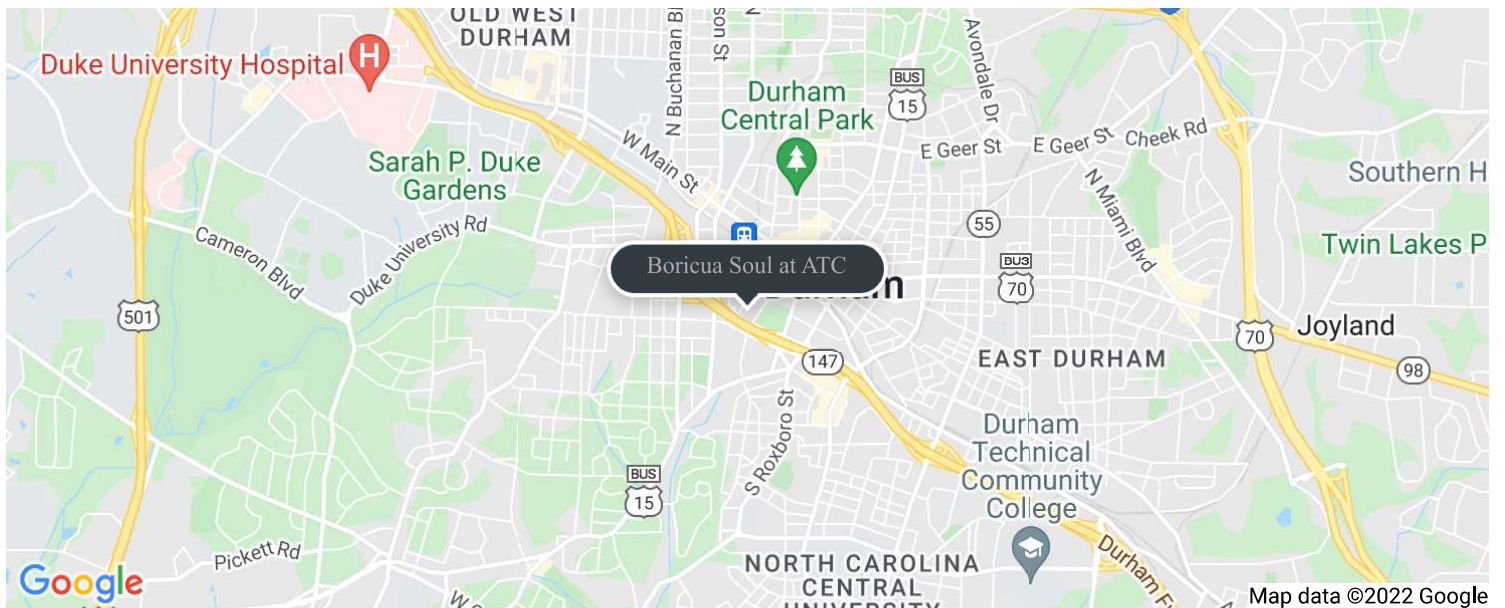 OLD WEST
DURHAM
N Buchanan Bl
son St
N
Avondale Dr
Duke University Hospital
H
BUS
15
Durham
Central Park
W Main St
E Geer St
E Geer St
Cheek Rd
Sarah P. Duke
Gardens
Southern H
N Miami Blvd
Cameron Blvd
Duke University Rd
55
Twin Lakes P
Boricua Soul at ATC
BUS
70
501
70
Joyland
147
EAST DURHAM
98
S Roxboro St
Durham
Technical
Community
College
BUS
15
Pickett Rd
NORTH CAROLINA
CENTRAL
UNIVERSITY
Durham F
Google
Map data ©2022 Google